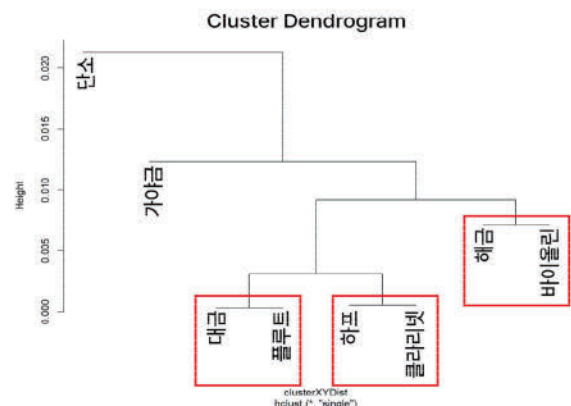 Cluster Dendrogram
Height
0.020
0.015
0.010
0.005
0.000
단소
가야금
대금
플루트
하프
클라리넷
해금
바이올린
clusterXYDist
hclust (*, "single")